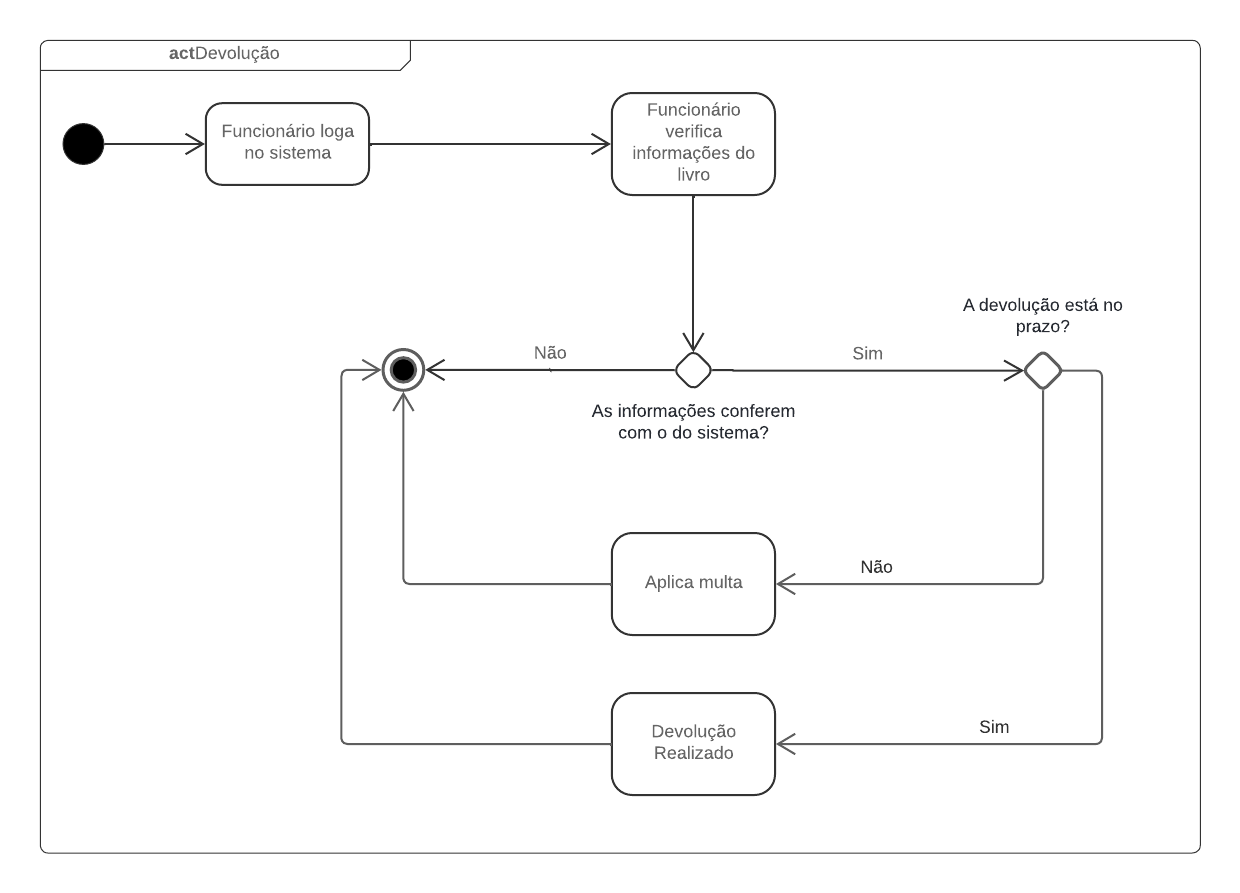 actDevolução
Funcionário loga
no sistema
Funcionário
verifica
informações do
livro
A devolução está no
prazo?
Não
Sim
As informações conferem
com o do sistema?
Aplica multa
Não
Devolução
Realizado
Sim